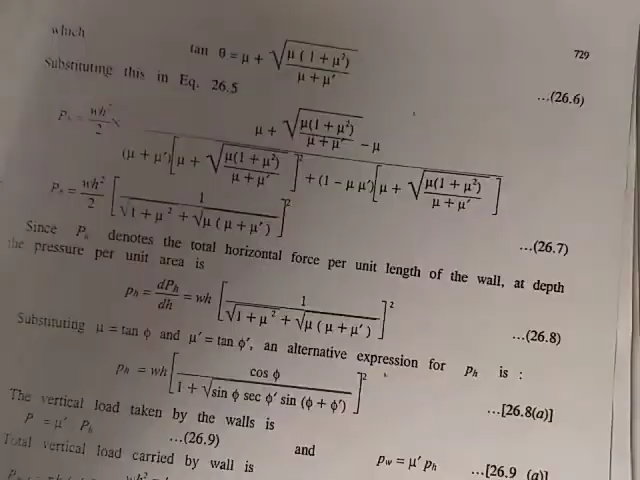 729
which
tan θ = μ + √(μ(1 + μ²) / (μ + μ′)) ...(26.6)
Substituting this in Eq. 26.5
Pₕ = wh²/2 × (μ + √(μ(1 + μ²) / (μ + μ′)) − μ) / ((μ + μ′)[μ + √(μ(1 + μ²) / (μ + μ′))]² + (1 − μμ′)[μ + √(μ(1 + μ²) / (μ + μ′))])
Pₕ = wh²/2 [1 / (√(1 + μ²) + √(μ(μ + μ′)))]² ...(26.7)
Since Pₕ denotes the total horizontal force per unit length of the wall, at depth
the pressure per unit area is
pₕ = dPₕ/dh = wh [1 / (√(1 + μ²) + √(μ(μ + μ′)))]² ...(26.8)
Substituting μ = tan φ and μ′ = tan φ′, an alternative expression for pₕ is :
pₕ = wh [cos φ / (1 + √(sin φ sec φ′ sin (φ + φ′)))]² ...[26.8(a)]
The vertical load taken by the walls is
P = μ′ Pₕ ...(26.9) and p_w = μ′ pₕ ...[26.9 (a)]
Total vertical load carried by wall is
wh²